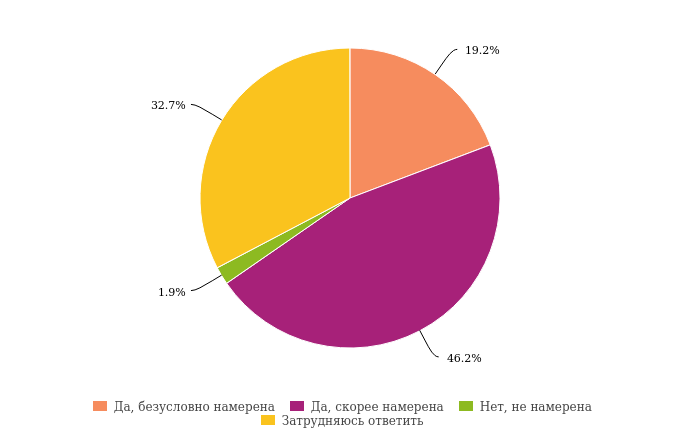 19.2%
32.7%
1.9%
46.2%
Да, безусловно намерена Да, скорее намерена Нет, не намерена
Затрудняюсь ответить